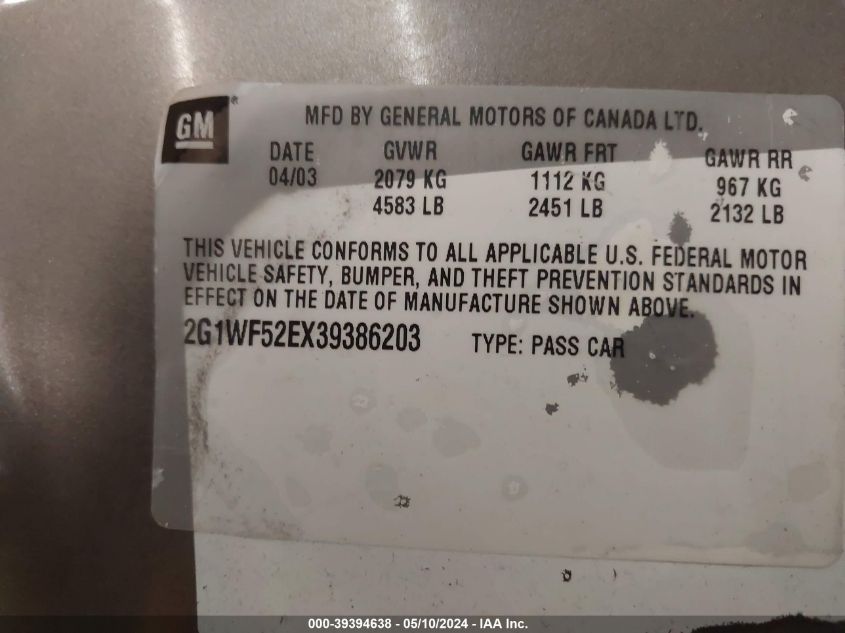 GM
MFD BY GENERAL MOTORS OF CANADA LTD.
DATE GVWR GAWR FRT GAWR RR
04/03 2079 KG 1112 KG 967 KG
4583 LB 2451 LB 2132 LB
THIS VEHICLE CONFORMS TO ALL APPLICABLE U.S. FEDERAL MOTOR
VEHICLE SAFETY, BUMPER, AND THEFT PREVENTION STANDARDS IN
EFFECT ON THE DATE OF MANUFACTURE SHOWN ABOVE.
2G1WF52EX39386203 TYPE: PASS CAR
000-39394638 - 05/10/2024 - IAA Inc.